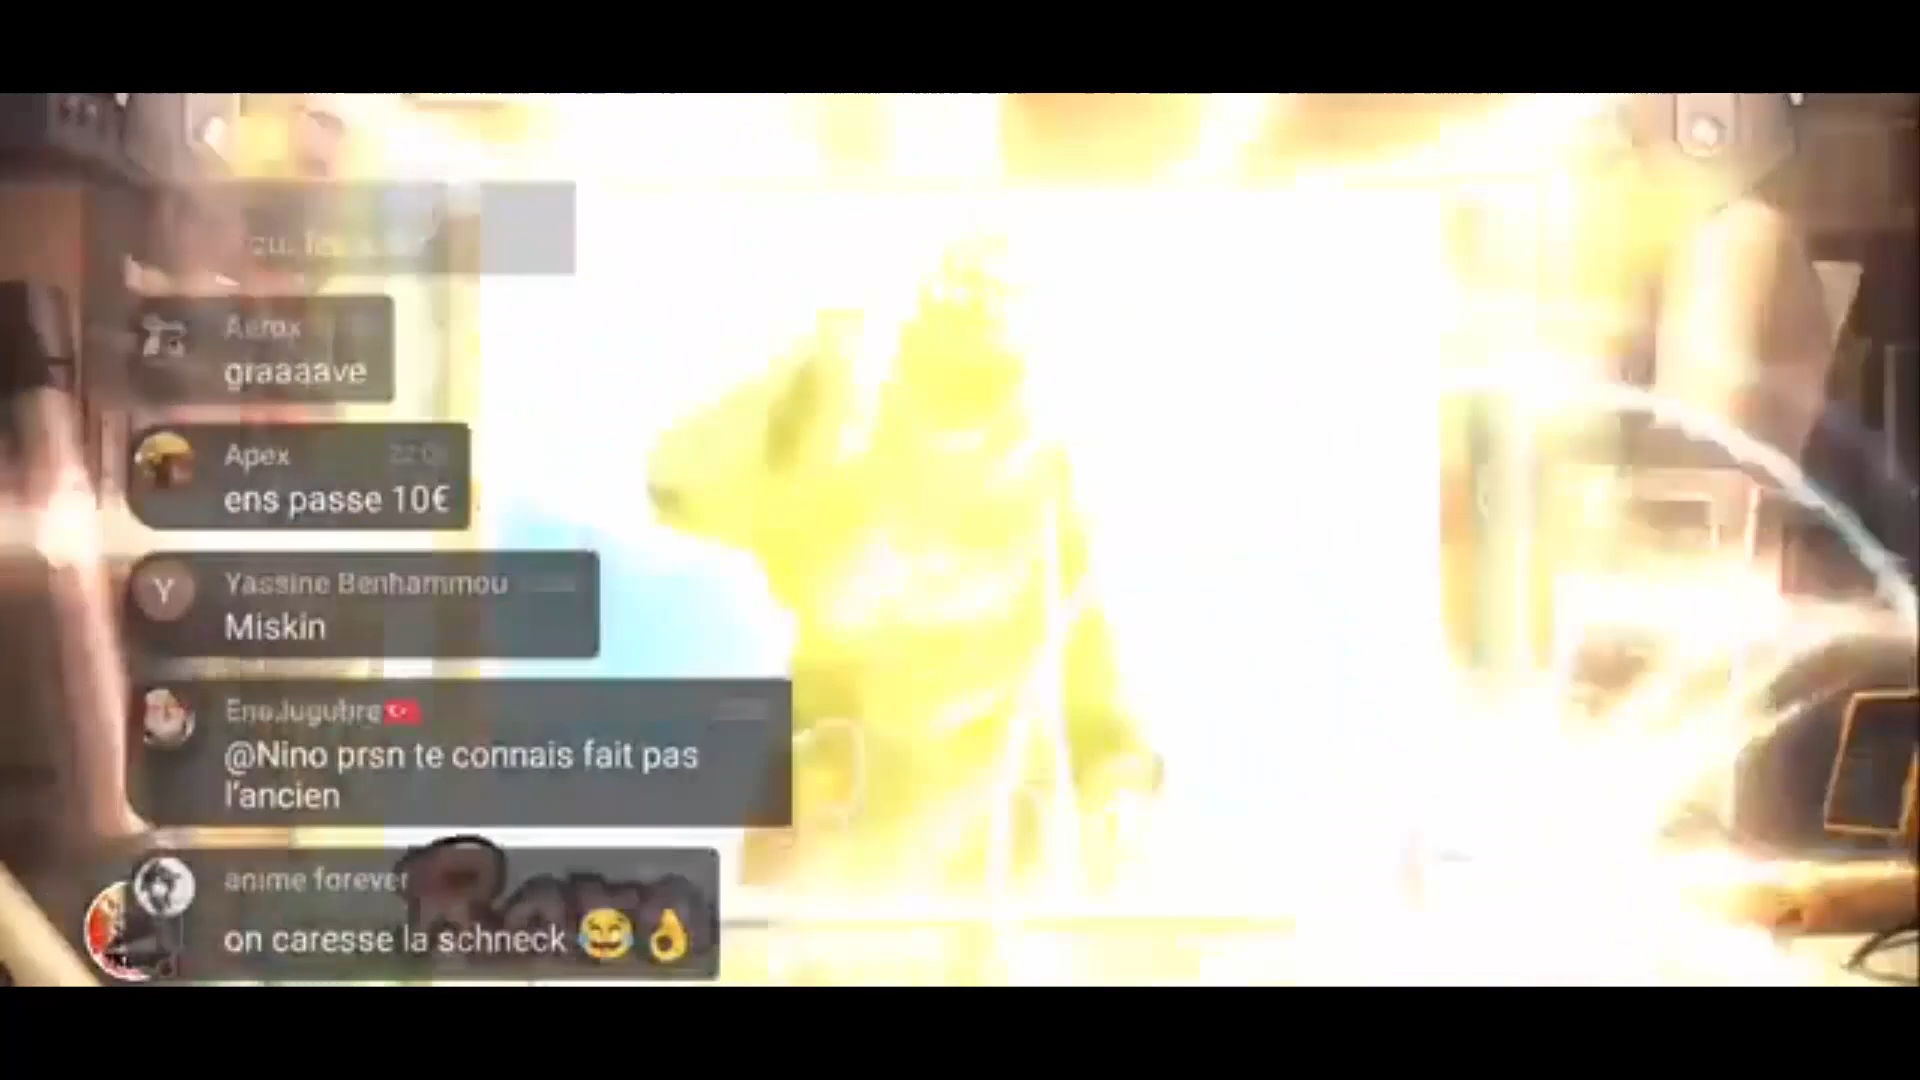 Aerox
graaaave
Apex
ens passe 10€
Y
Yassine Benhammou
Miskin
@Nino prsn te connais fait pas
l'ancien
anime forever
on caresse la schneck 😂👌